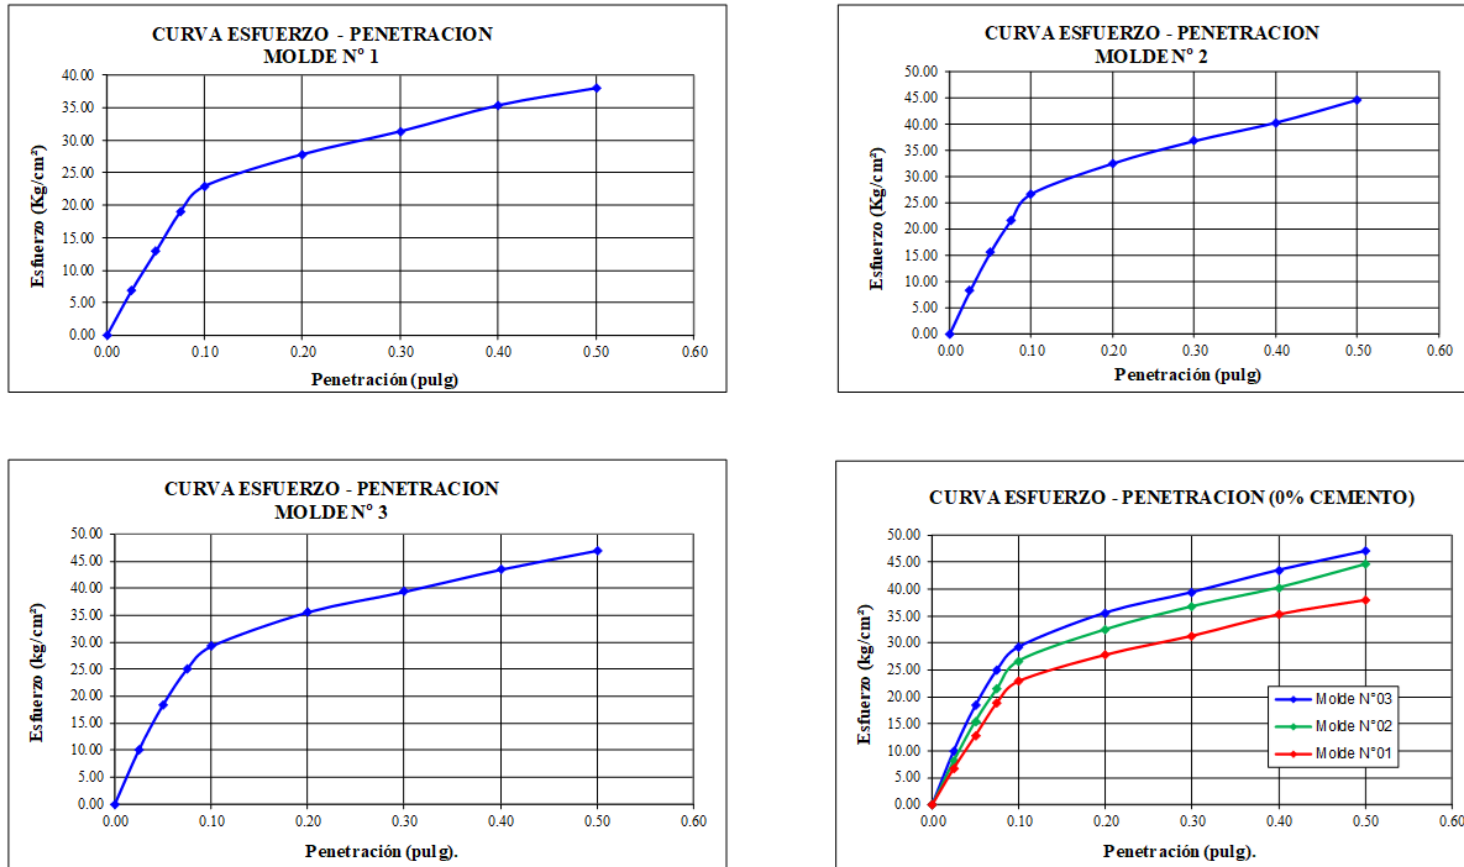 CURVA ESFUERZO - PENETRACION
MOLDE N° 1
40.00
35.00
30.00
25.00
20.00
15.00
10.00
5.00
0.00
0.00 0.10 0.20 0.30 0.40 0.50 0.60
Esfuerzo (Kg/cm²)
Penetración (pulg)
CURVA ESFUERZO - PENETRACION
MOLDE N° 2
50.00
45.00
40.00
35.00
30.00
25.00
20.00
15.00
10.00
5.00
0.00
0.00 0.10 0.20 0.30 0.40 0.50 0.60
Esfuerzo (Kg/cm²)
Penetración (pulg)
CURVA ESFUERZO - PENETRACION
MOLDE N° 3
50.00
45.00
40.00
35.00
30.00
25.00
20.00
15.00
10.00
5.00
0.00
0.00 0.10 0.20 0.30 0.40 0.50 0.60
Esfuerzo (kg/cm²)
Penetración (pulg).
CURVA ESFUERZO - PENETRACION (0% CEMENTO)
50.00
45.00
40.00
35.00
30.00
25.00
20.00
15.00
10.00
5.00
0.00
0.00 0.10 0.20 0.30 0.40 0.50 0.60
Esfuerzo (kg/cm²)
Molde N°03
Molde N°02
Molde N°01
Penetración (pulg).